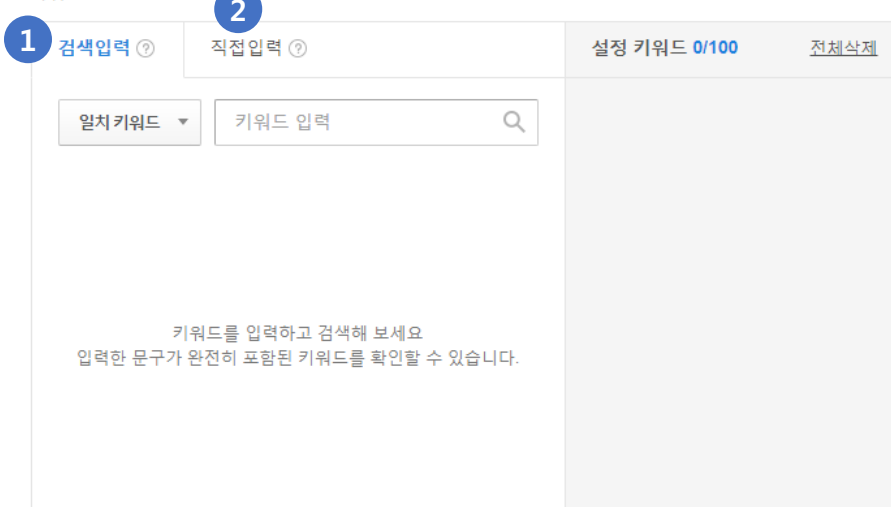 1 검색입력 ?
2 직접입력 ?
설정 키워드 0/100 전체삭제
일치 키워드 키워드 입력
키워드를 입력하고 검색해 보세요
입력한 문구가 완전히 포함된 키워드를 확인할 수 있습니다.